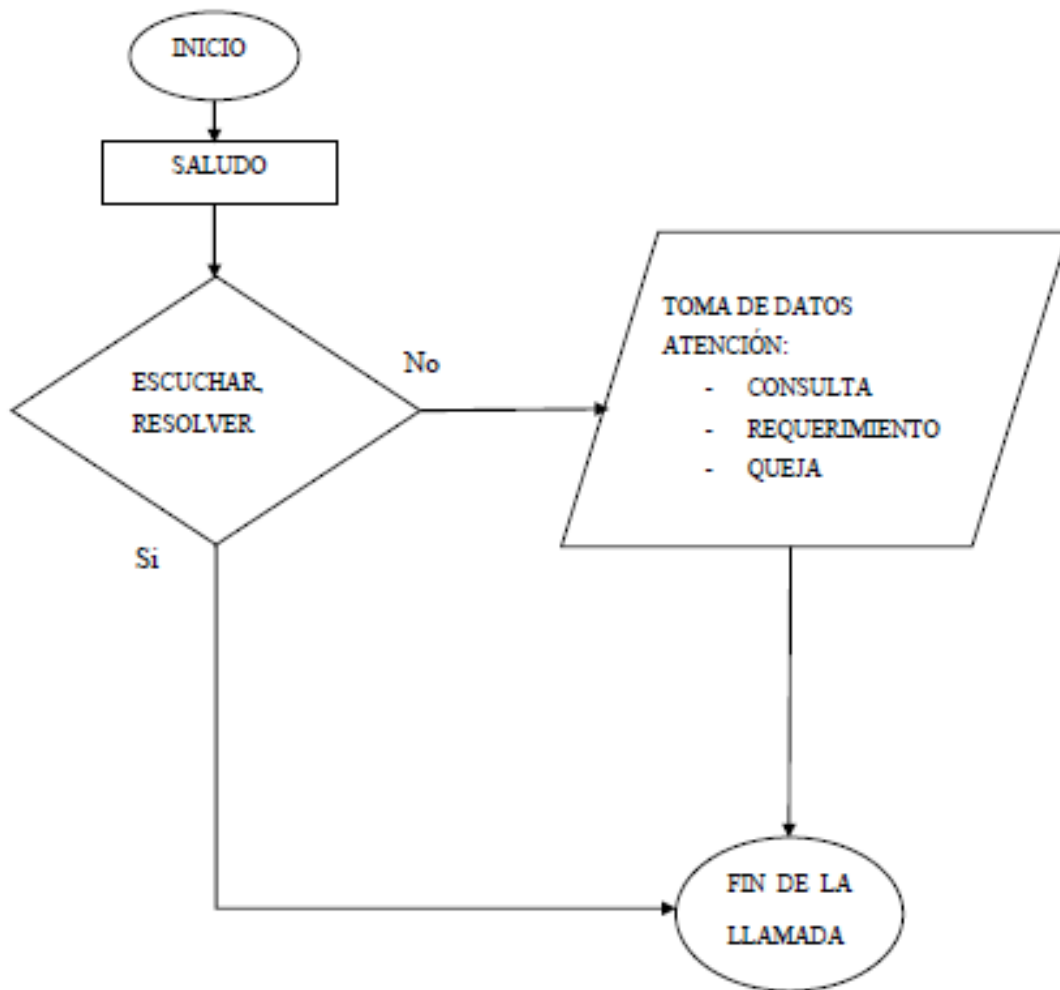 INICIO
SALUDO
ESCUCHAR,
RESOLVER
No
Si
TOMA DE DATOS
ATENCIÓN:
- CONSULTA
- REQUERIMIENTO
- QUEJA
FIN DE LA
LLAMADA